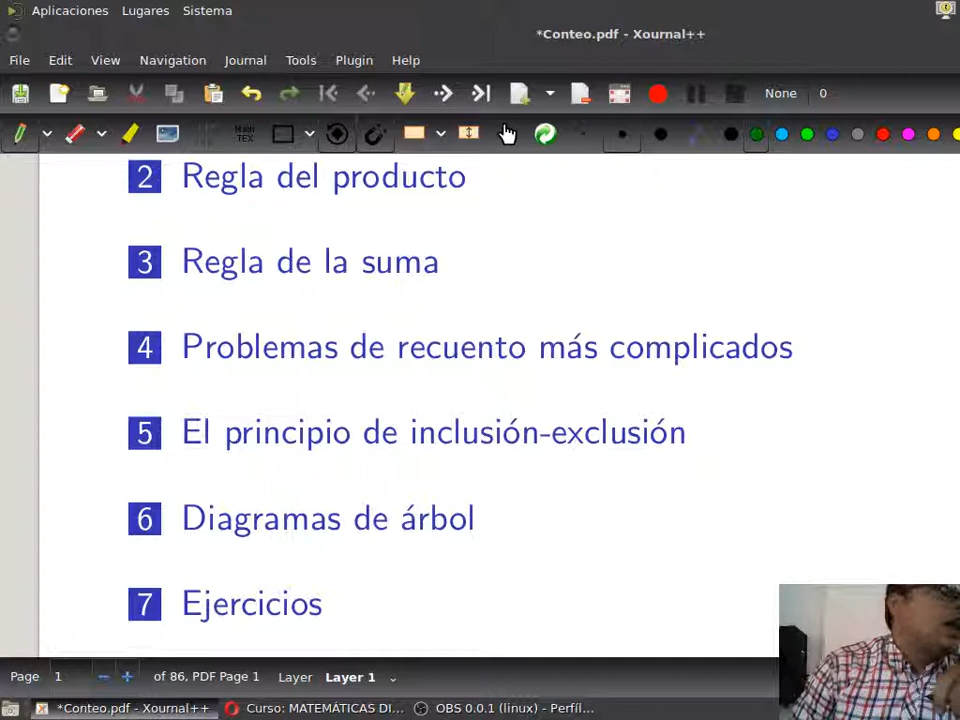 Aplicaciones Lugares Sistema
*Conteo.pdf - Xournal++
File Edit View Navigation Journal Tools Plugin Help
None 0
2 Regla del producto
3 Regla de la suma
4 Problemas de recuento más complicados
5 El principio de inclusión-exclusión
6 Diagramas de árbol
7 Ejercicios
Page 1 of 86, PDF Page 1 Layer Layer 1
*Conteo.pdf - Xournal++ Curso: MATEMÁTICAS DI... OBS 0.0.1 (linux) - Perfíl...